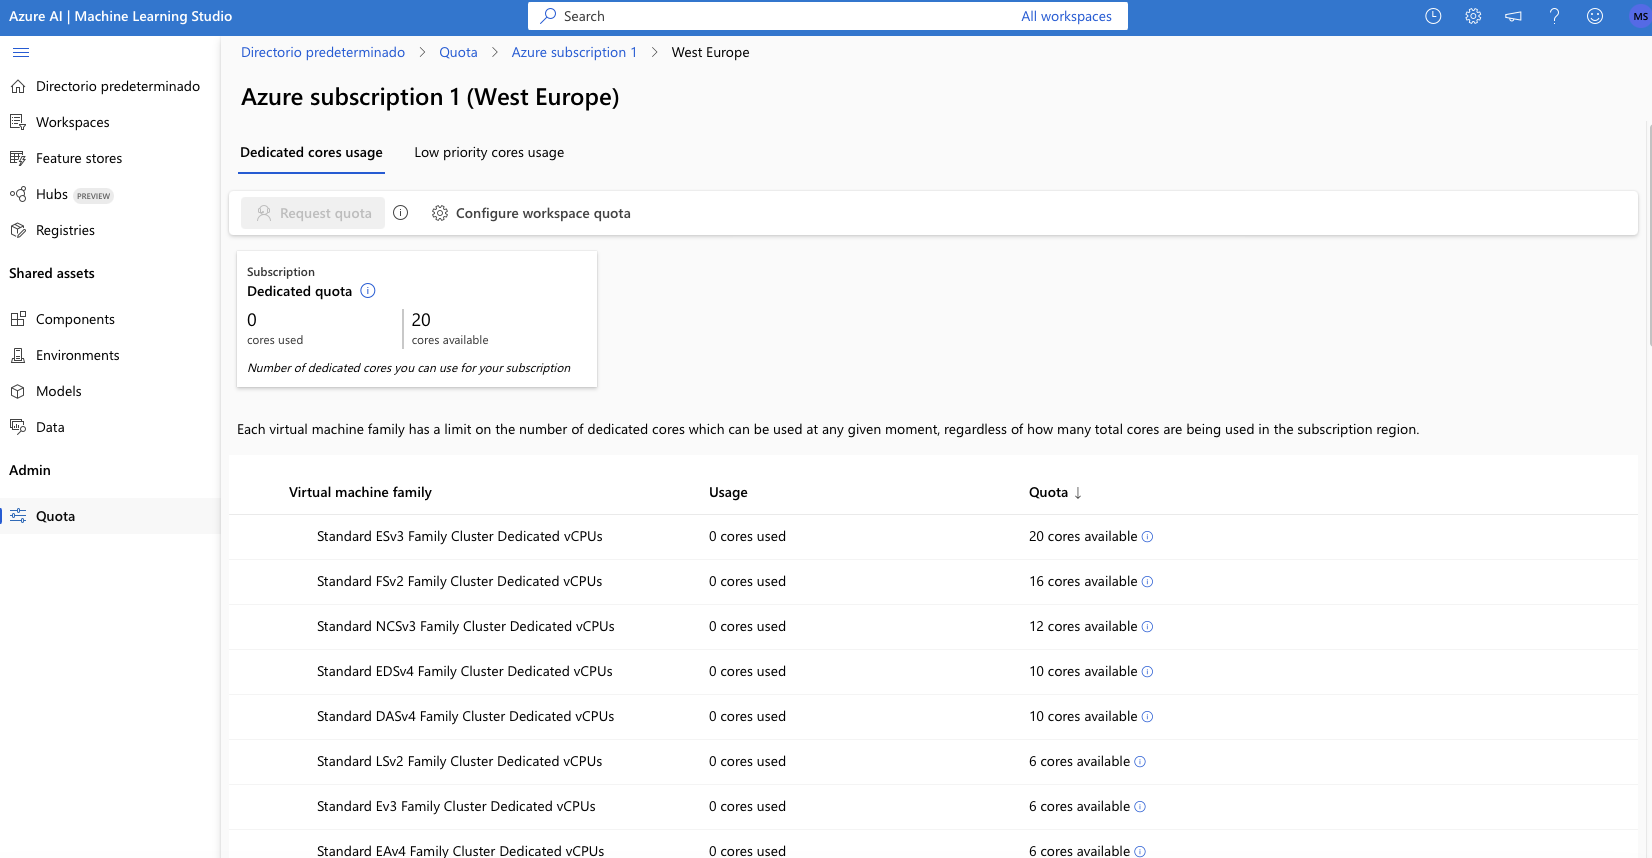 Azure AI | Machine Learning Studio
Search
All workspaces
MS
Directorio predeterminado
Workspaces
Feature stores
Hubs PREVIEW
Registries
Shared assets
Components
Environments
Models
Data
Admin
Quota
Directorio predeterminado > Quota > Azure subscription 1 > West Europe
Azure subscription 1 (West Europe)
Dedicated cores usage Low priority cores usage
Request quota Configure workspace quota
Subscription
Dedicated quota
0 20
cores used cores available
Number of dedicated cores you can use for your subscription
Each virtual machine family has a limit on the number of dedicated cores which can be used at any given moment, regardless of how many total cores are being used in the subscription region.
Virtual machine family Usage Quota ↓
Standard ESv3 Family Cluster Dedicated vCPUs 0 cores used 20 cores available
Standard FSv2 Family Cluster Dedicated vCPUs 0 cores used 16 cores available
Standard NCSv3 Family Cluster Dedicated vCPUs 0 cores used 12 cores available
Standard EDSv4 Family Cluster Dedicated vCPUs 0 cores used 10 cores available
Standard DASv4 Family Cluster Dedicated vCPUs 0 cores used 10 cores available
Standard LSv2 Family Cluster Dedicated vCPUs 0 cores used 6 cores available
Standard Ev3 Family Cluster Dedicated vCPUs 0 cores used 6 cores available
Standard EAv4 Family Cluster Dedicated vCPUs 0 cores used 6 cores available